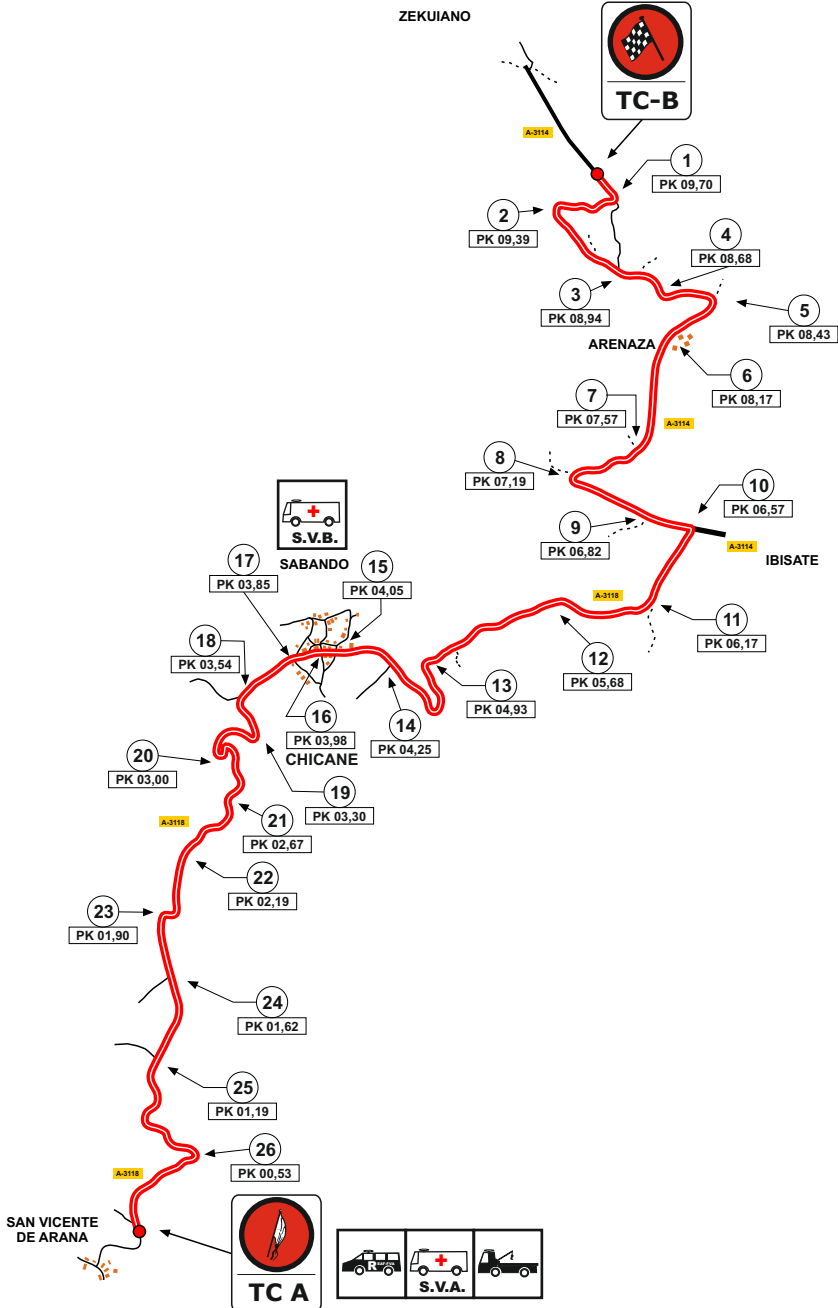 ZEKUIANO
TC-B
A-3114
1
PK 09,70
2
PK 09,39
4
PK 08,68
3
PK 08,94
5
PK 08,43
ARENAZA
6
PK 08,17
7
PK 07,57
A-3114
8
PK 07,19
10
PK 06,57
9
PK 06,82
A-3114
IBISATE
S.V.B.
SABANDO
17
PK 03,85
15
PK 04,05
A-3118
11
PK 06,17
12
PK 05,68
18
PK 03,54
13
PK 04,93
16
PK 03,98
CHICANE
14
PK 04,25
20
PK 03,00
19
PK 03,30
A-3118
21
PK 02,67
22
PK 02,19
23
PK 01,90
24
PK 01,62
25
PK 01,19
26
PK 00,53
A-3118
SAN VICENTE
DE ARANA
TC A
R
S.V.A.